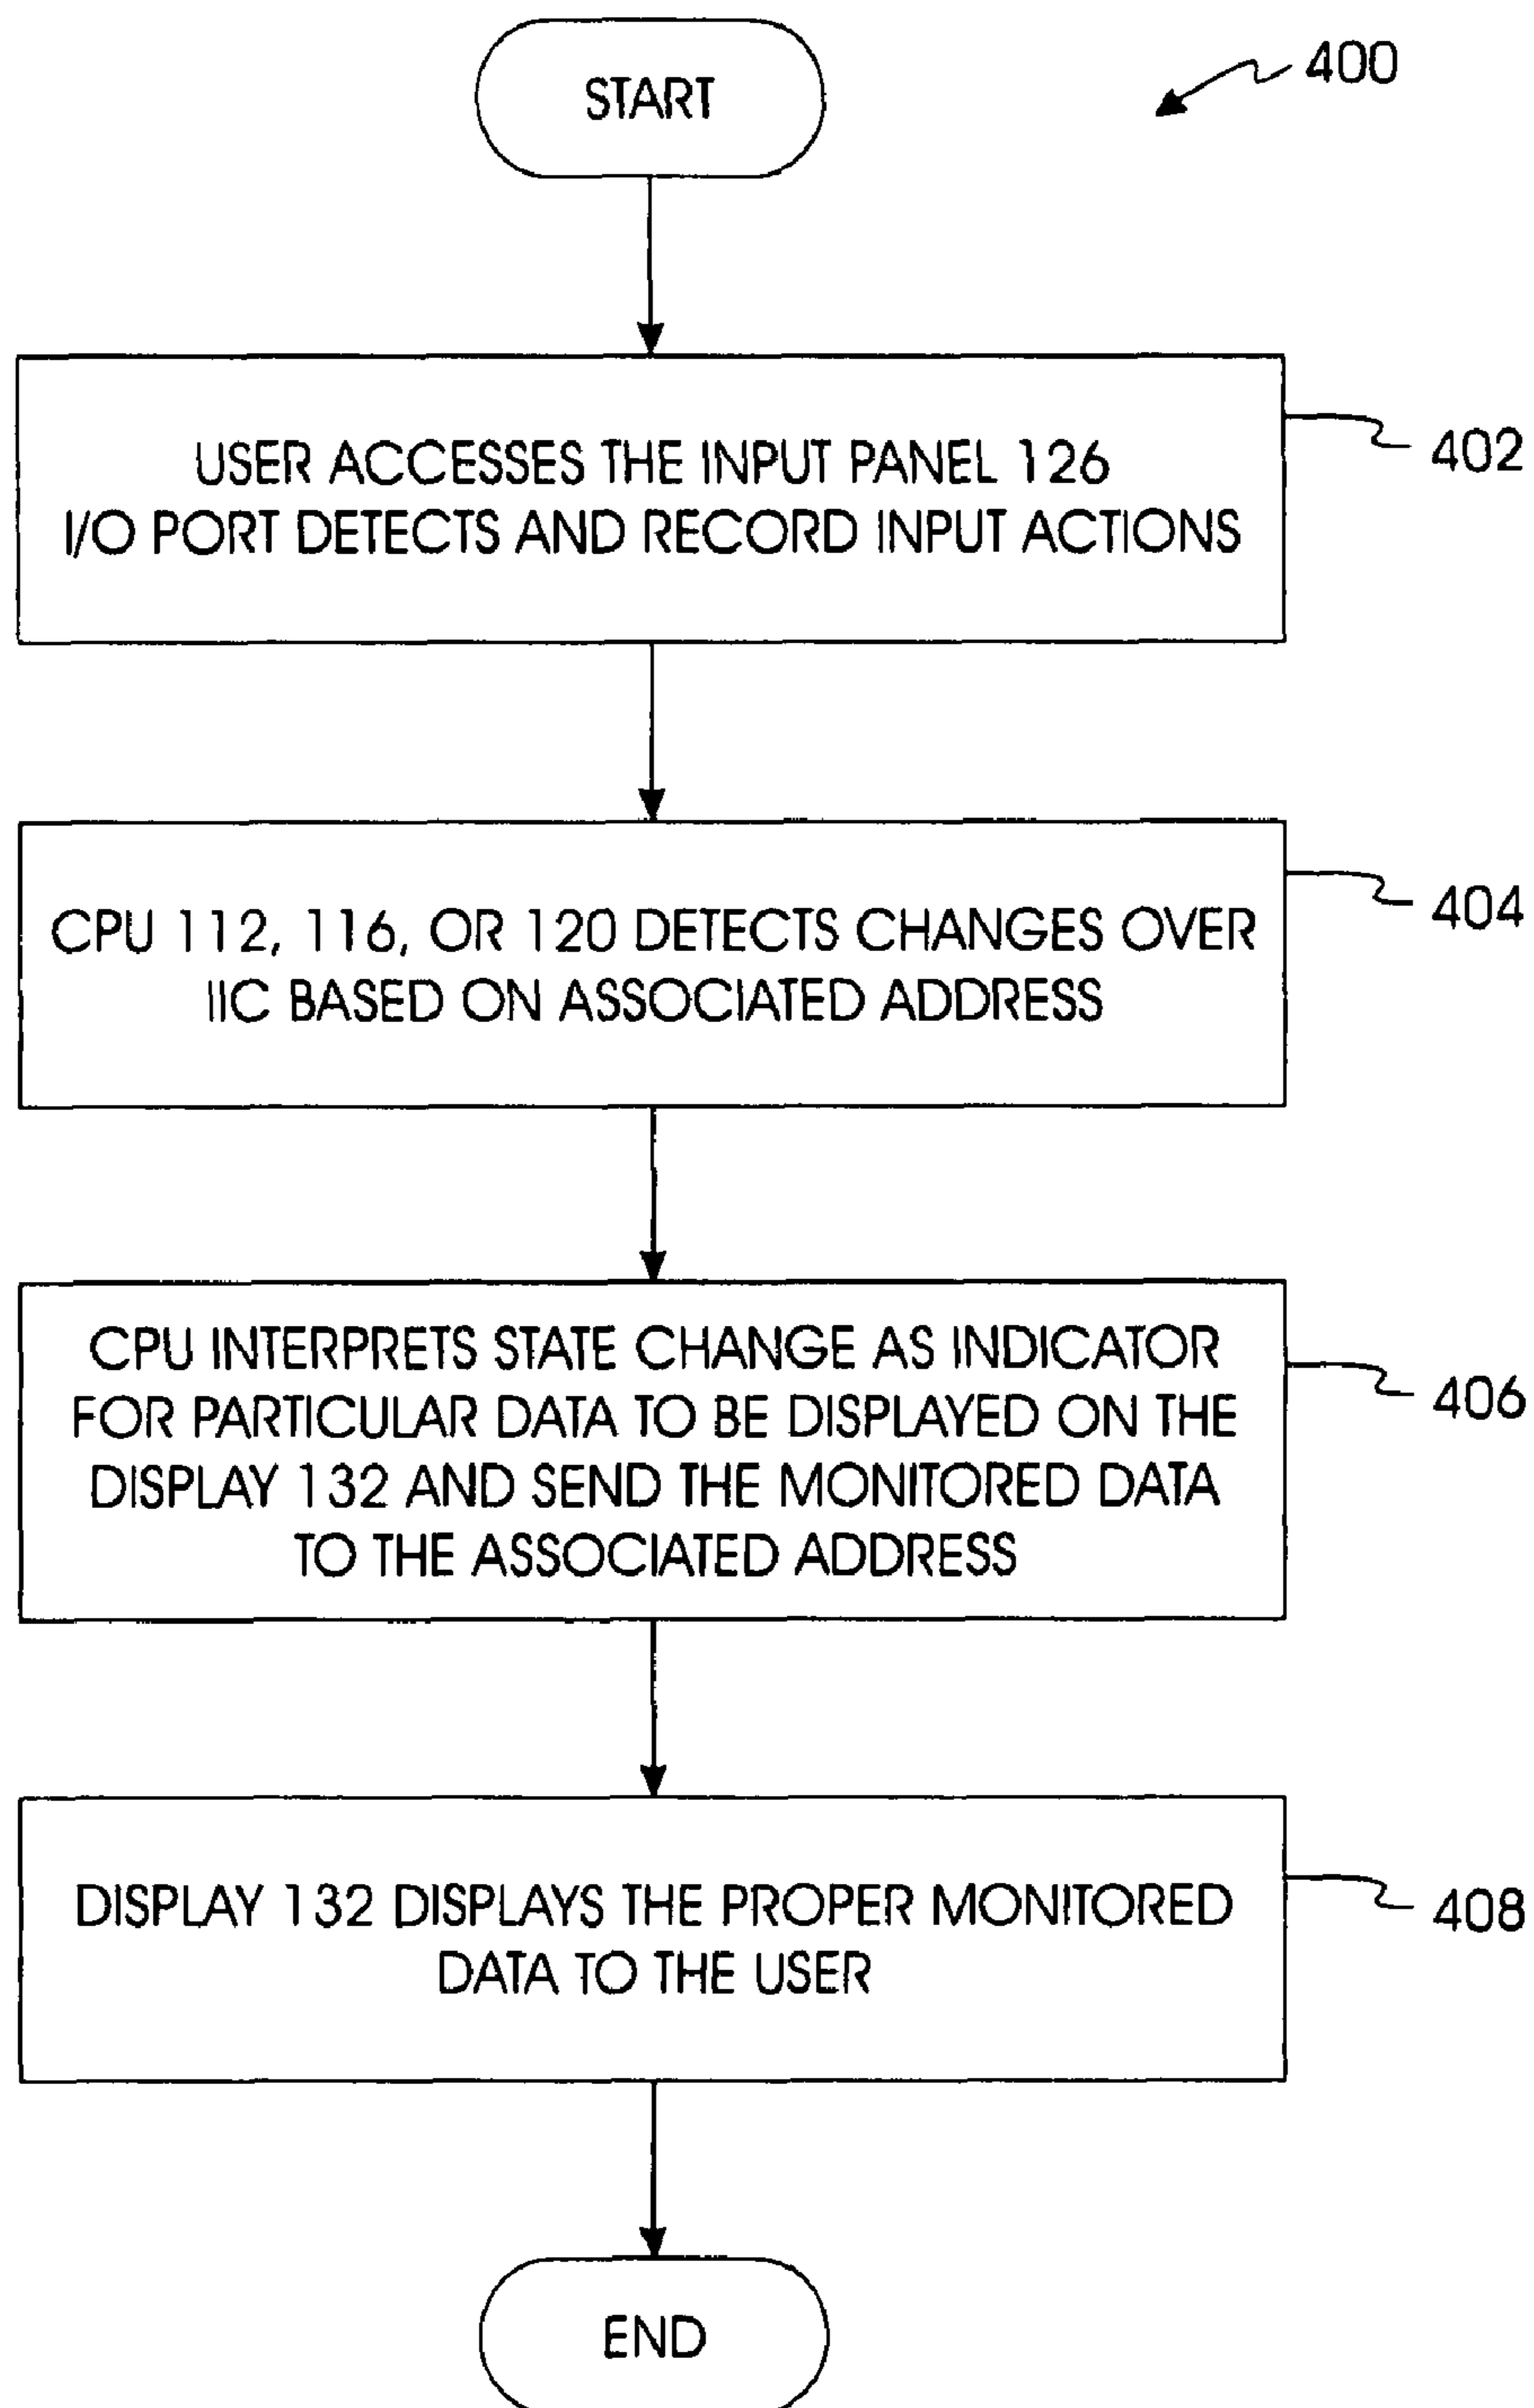 START
400
USER ACCESSES THE INPUT PANEL 126
I/O PORT DETECTS AND RECORD INPUT ACTIONS
402
CPU 112, 116, OR 120 DETECTS CHANGES OVER
IIC BASED ON ASSOCIATED ADDRESS
404
CPU INTERPRETS STATE CHANGE AS INDICATOR
FOR PARTICULAR DATA TO BE DISPLAYED ON THE
DISPLAY 132 AND SEND THE MONITORED DATA
TO THE ASSOCIATED ADDRESS
406
DISPLAY 132 DISPLAYS THE PROPER MONITORED
DATA TO THE USER
408
END